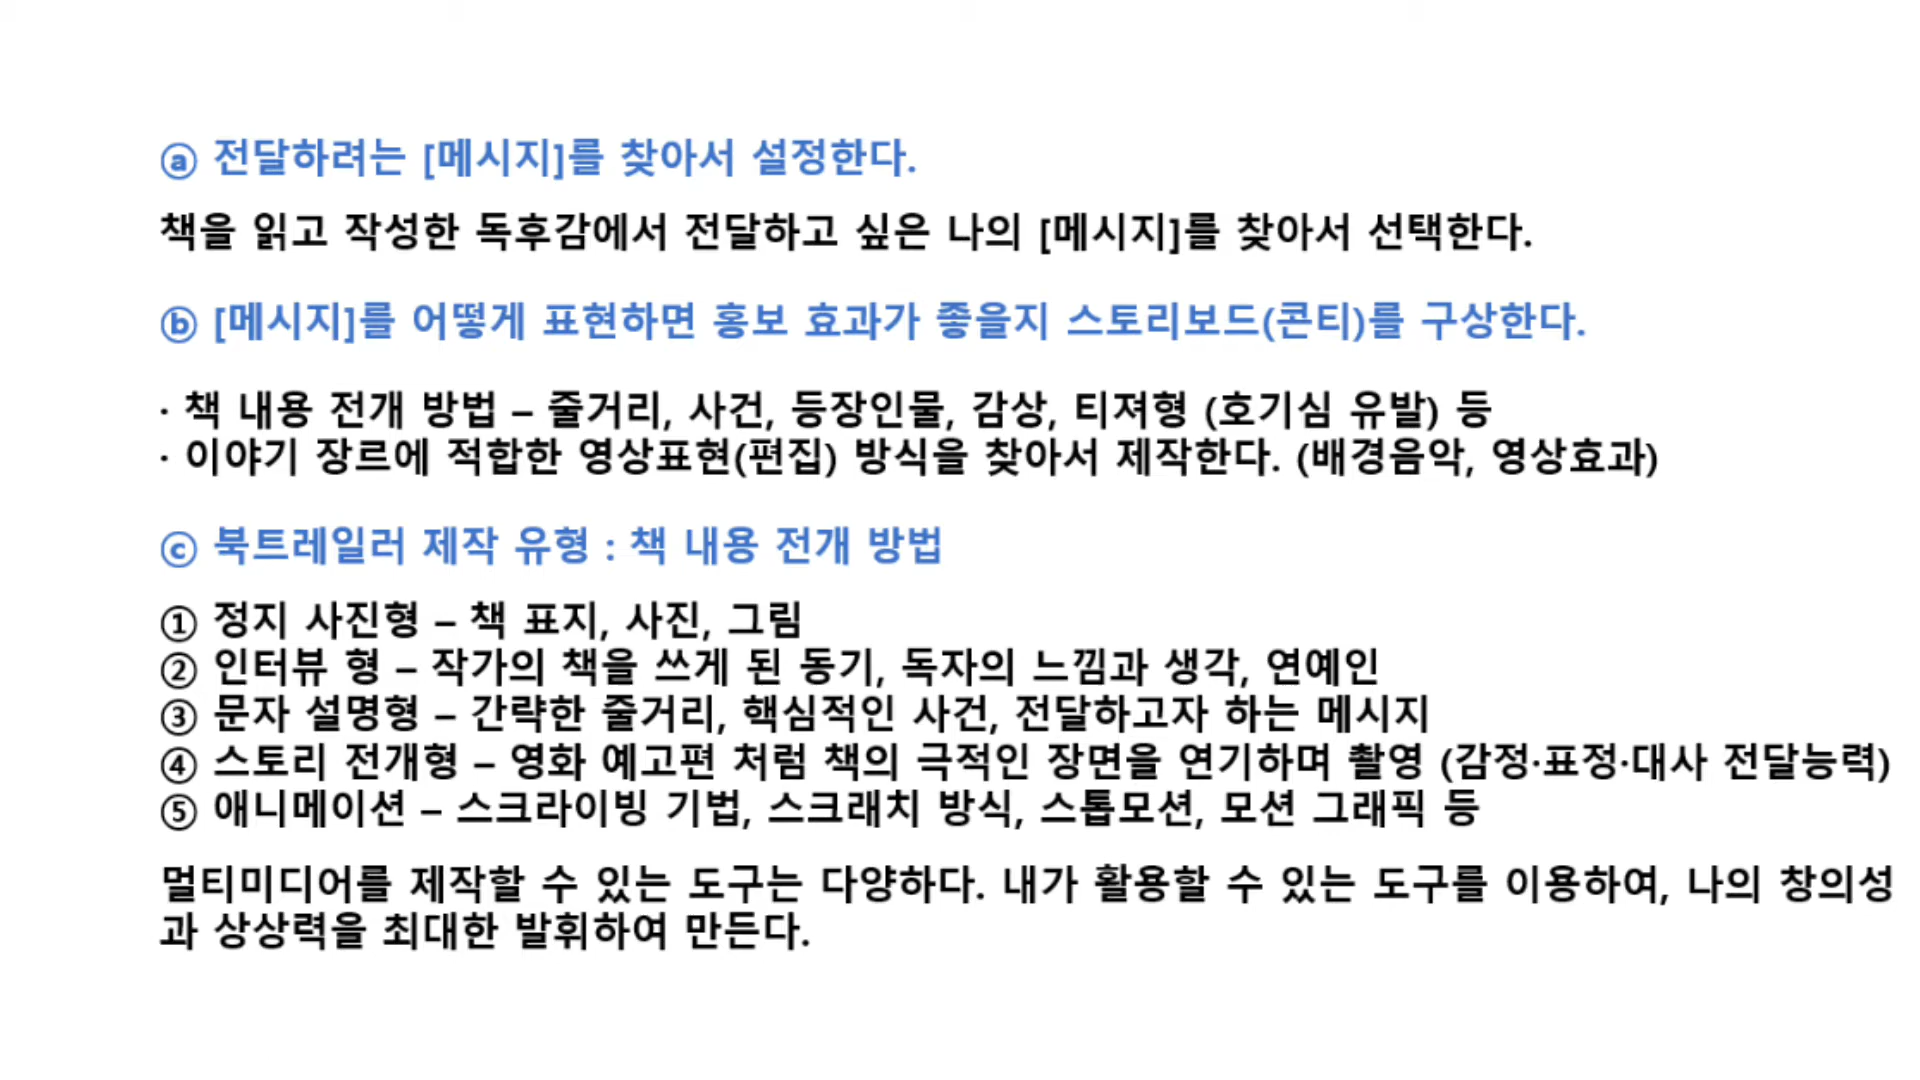 ⓐ 전달하려는 [메시지]를 찾아서 설정한다.
책을 읽고 작성한 독후감에서 전달하고 싶은 나의 [메시지]를 찾아서 선택한다.
ⓑ [메시지]를 어떻게 표현하면 홍보 효과가 좋을지 스토리보드(콘티)를 구상한다.
· 책 내용 전개 방법 – 줄거리, 사건, 등장인물, 감상, 티져형 (호기심 유발) 등
· 이야기 장르에 적합한 영상표현(편집) 방식을 찾아서 제작한다. (배경음악, 영상효과)
ⓒ 북트레일러 제작 유형 : 책 내용 전개 방법
① 정지 사진형 – 책 표지, 사진, 그림
② 인터뷰 형 – 작가의 책을 쓰게 된 동기, 독자의 느낌과 생각, 연예인
③ 문자 설명형 – 간략한 줄거리, 핵심적인 사건, 전달하고자 하는 메시지
④ 스토리 전개형 – 영화 예고편 처럼 책의 극적인 장면을 연기하며 촬영 (감정·표정·대사 전달능력)
⑤ 애니메이션 – 스크라이빙 기법, 스크래치 방식, 스톱모션, 모션 그래픽 등
멀티미디어를 제작할 수 있는 도구는 다양하다. 내가 활용할 수 있는 도구를 이용하여, 나의 창의성
과 상상력을 최대한 발휘하여 만든다.